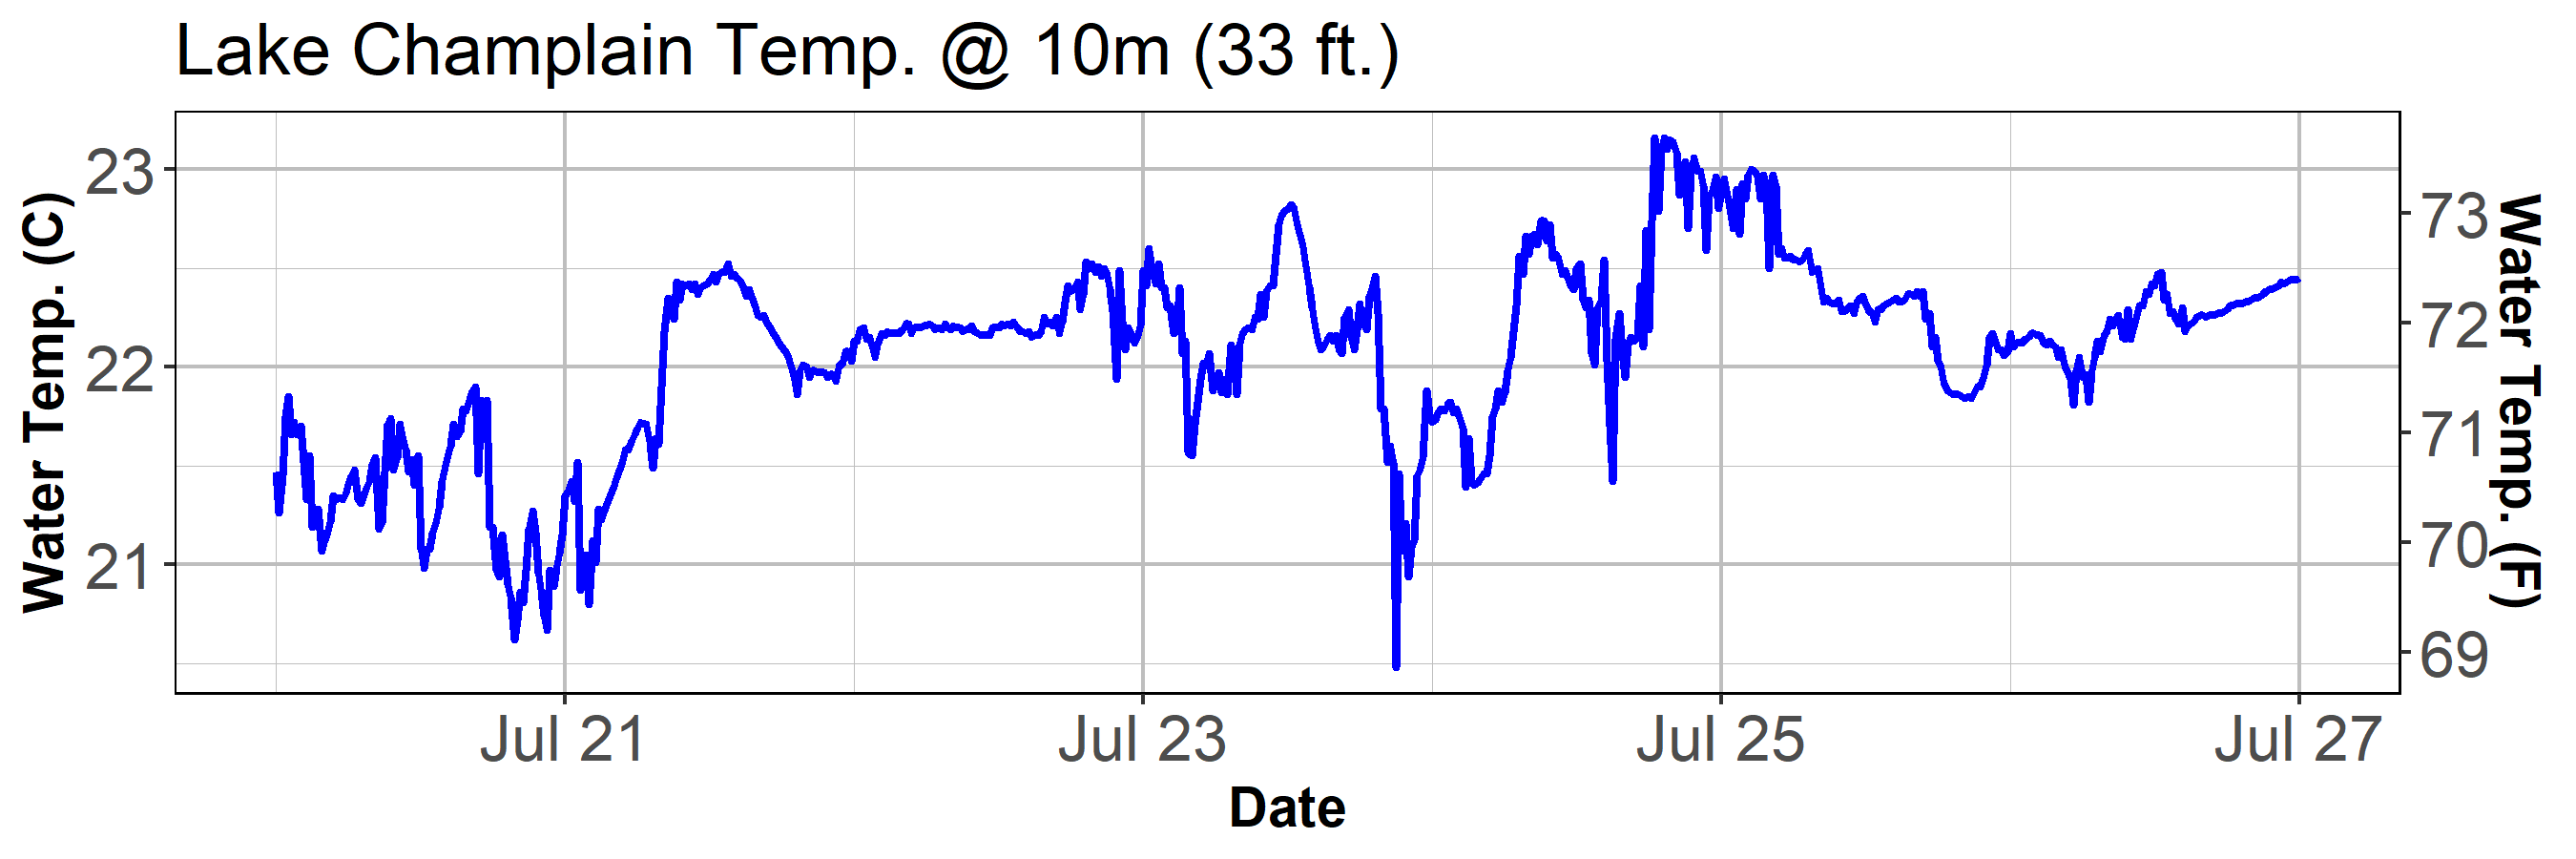 Lake Champlain Temp. @ 10m (33 ft.)
Water Temp. (C)
23
22
21
73
72
71
70
69
Water Temp. (F)
Jul 21 Jul 23 Jul 25 Jul 27
Date